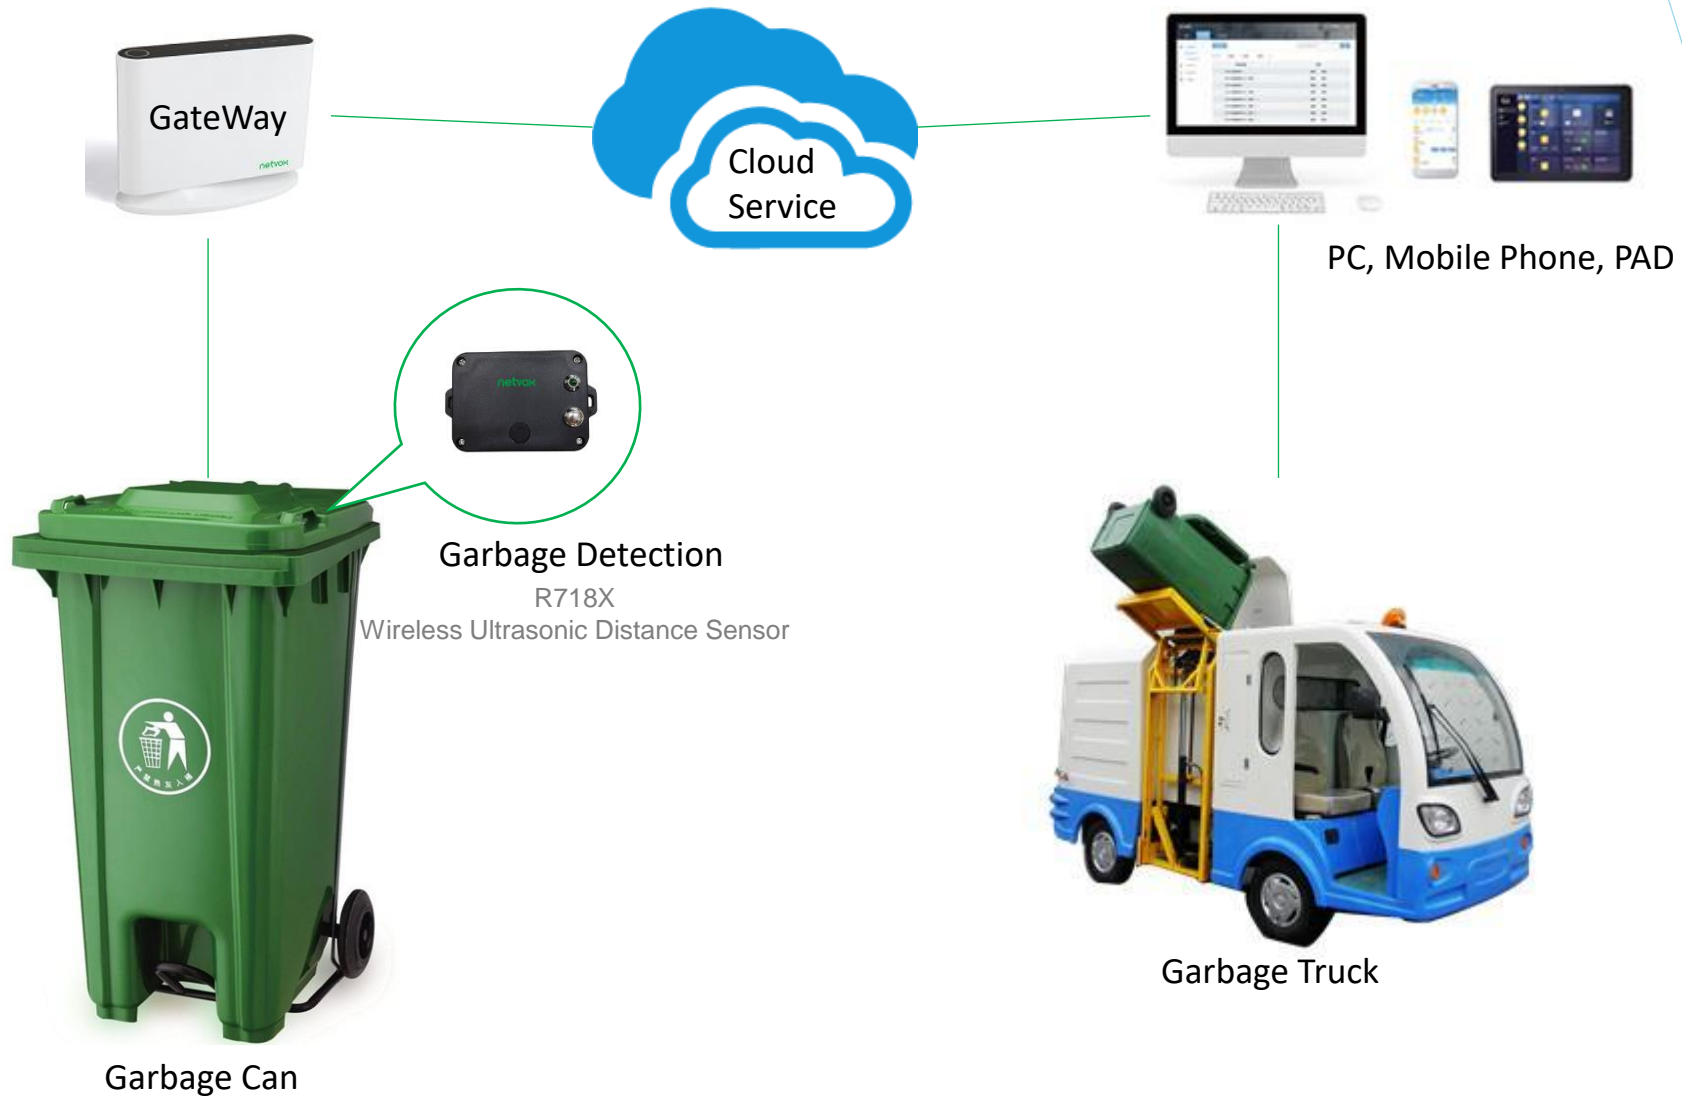 GateWay
netvox
Cloud
Service
PC, Mobile Phone, PAD
netvox
Garbage Detection
R718X
Wireless Ultrasonic Distance Sensor
Garbage Can
Garbage Truck